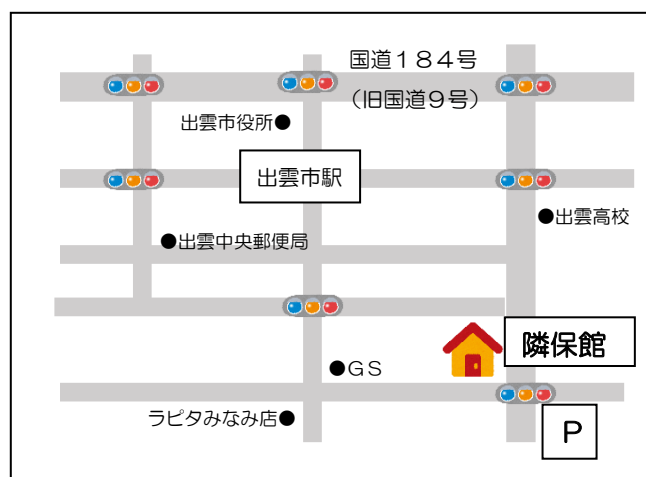 国道１８４号
（旧国道９号）
出雲市役所●
出雲市駅
●出雲高校
●出雲中央郵便局
隣保館
●ＧＳ
ラピタみなみ店●
Ｐ